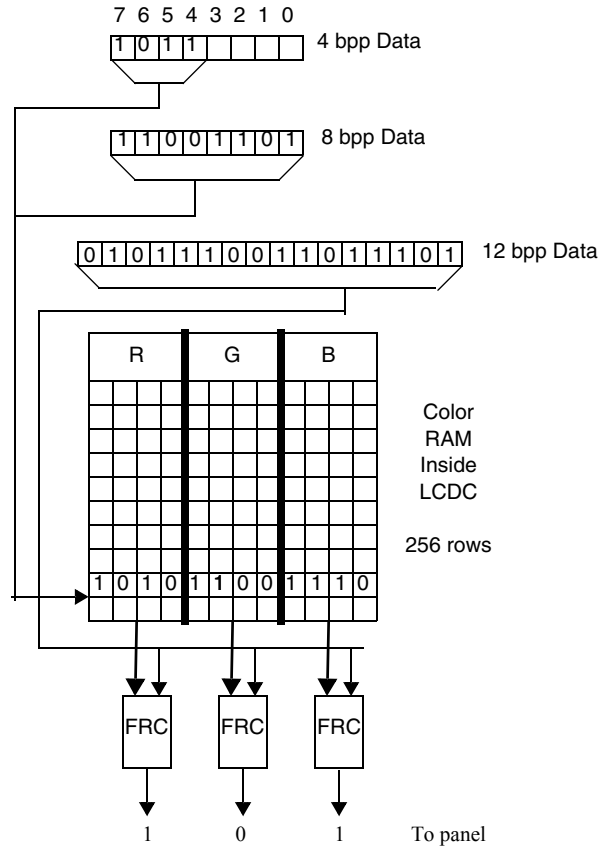 7 6 5 4 3 2 1 0
1 0 1 1 4 bpp Data
1 1 0 0 1 1 0 1 8 bpp Data
0 1 0 1 1 1 0 0 1 1 0 1 1 1 0 1 12 bpp Data
R G B
Color
RAM
Inside
LCDC
256 rows
1 0 1 0 1 1 0 0 1 1 1 0
FRC FRC FRC
1 0 1 To panel